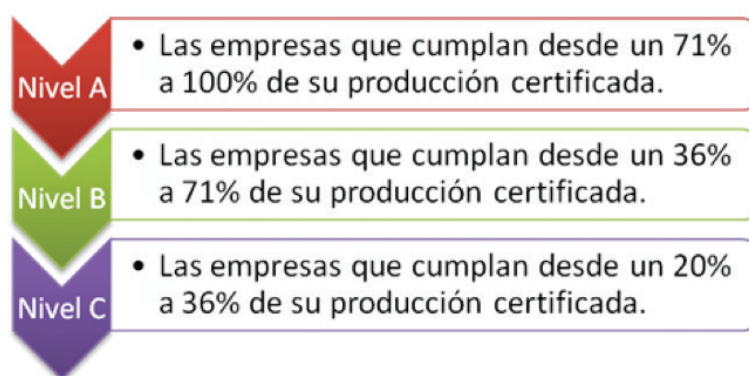 Nivel A
• Las empresas que cumplan desde un 71%
a 100% de su producción certificada.
Nivel B
• Las empresas que cumplan desde un 36%
a 71% de su producción certificada.
Nivel C
• Las empresas que cumplan desde un 20%
a 36% de su producción certificada.